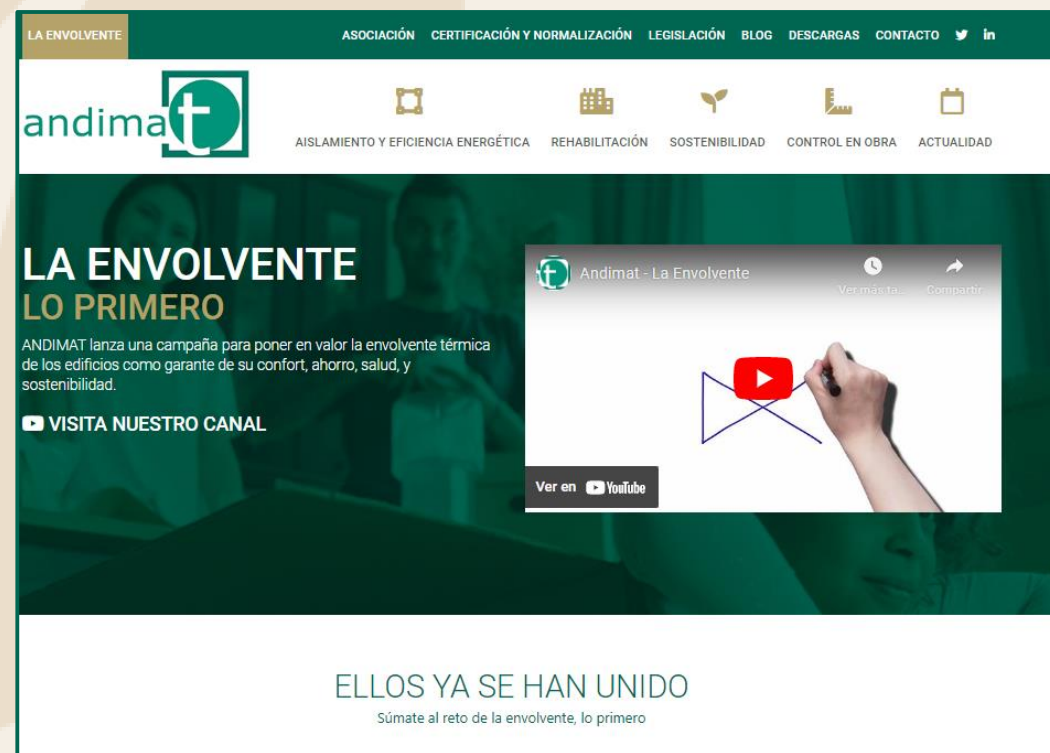 LA ENVOLVENTE
ASOCIACIÓN CERTIFICACIÓN Y NORMALIZACIÓN LEGISLACIÓN BLOG DESCARGAS CONTACTO
andimat
AISLAMIENTO Y EFICIENCIA ENERGÉTICA REHABILITACIÓN SOSTENIBILIDAD CONTROL EN OBRA ACTUALIDAD
LA ENVOLVENTE
LO PRIMERO
ANDIMAT lanza una campaña para poner en valor la envolvente térmica
de los edificios como garante de su confort, ahorro, salud, y
sostenibilidad.
VISITA NUESTRO CANAL
Andimat - La Envolvente
Ver más ta... Compartir
Ver en YouTube
ELLOS YA SE HAN UNIDO
Súmate al reto de la envolvente, lo primero